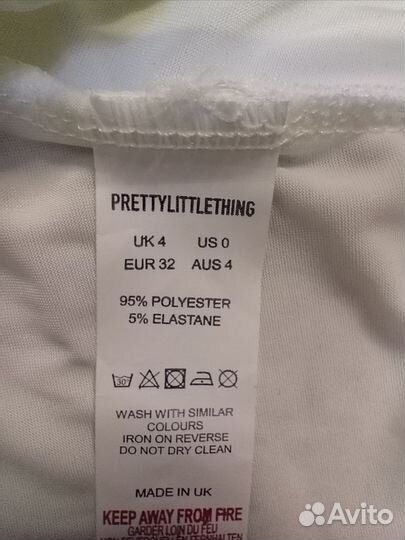 PRETTYLITTLETHING
UK 4 US 0
EUR 32 AUS 4
95% POLYESTER
5% ELASTANE
30°
WASH WITH SIMILAR
COLOURS
IRON ON REVERSE
DO NOT DRY CLEAN
MADE IN UK
KEEP AWAY FROM FIRE
GARDER LOIN DU FEU
Avito